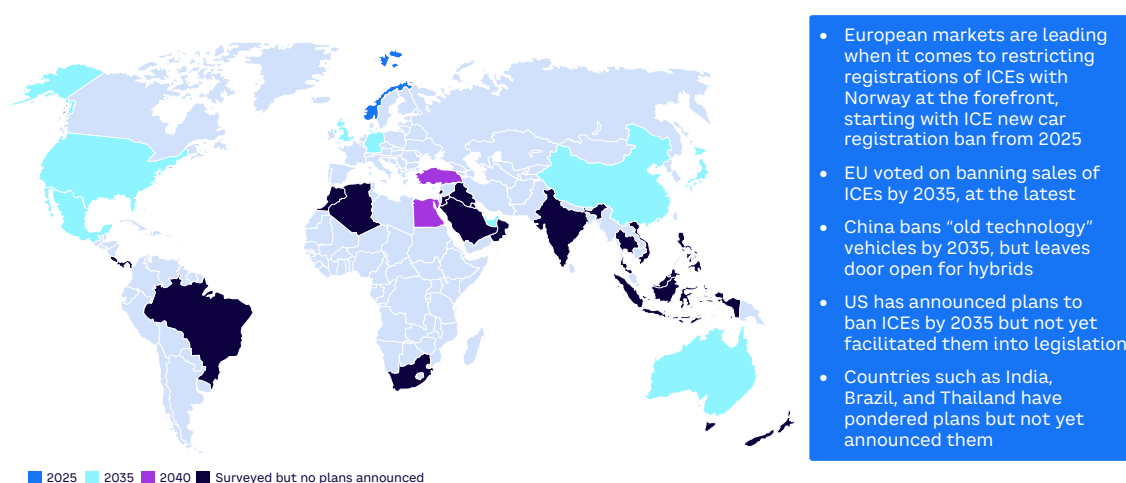 ● European markets are leading
when it comes to restricting
registrations of ICEs with
Norway at the forefront,
starting with ICE new car
registration ban from 2025
● EU voted on banning sales of
ICEs by 2035, at the latest
● China bans “old technology”
vehicles by 2035, but leaves
door open for hybrids
● US has announced plans to
ban ICEs by 2035 but not yet
facilitated them into legislation
● Countries such as India,
Brazil, and Thailand have
pondered plans but not yet
announced them
2025 2035 2040 Surveyed but no plans announced